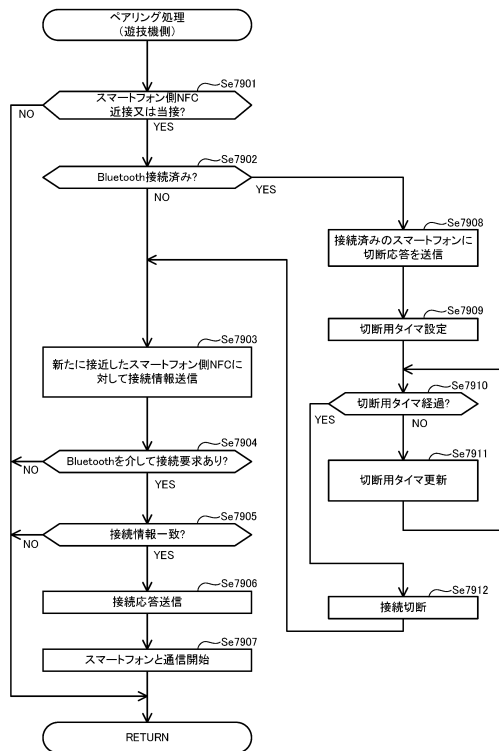 ペアリング処理
（遊技機側）
Se7901
スマートフォン側NFC
近接又は当接?
NO
YES
Se7902
Bluetooth接続済み?
NO
YES
Se7908
接続済みのスマートフォンに
切断応答を送信
Se7909
切断用タイマ設定
Se7903
新たに接近したスマートフォン側NFCに
対して接続情報送信
Se7910
切断用タイマ経過?
YES
NO
Se7904
Bluetoothを介して接続要求あり?
NO
YES
Se7911
切断用タイマ更新
Se7905
接続情報一致?
NO
YES
Se7906
接続応答送信
Se7912
接続切断
Se7907
スマートフォンと通信開始
RETURN